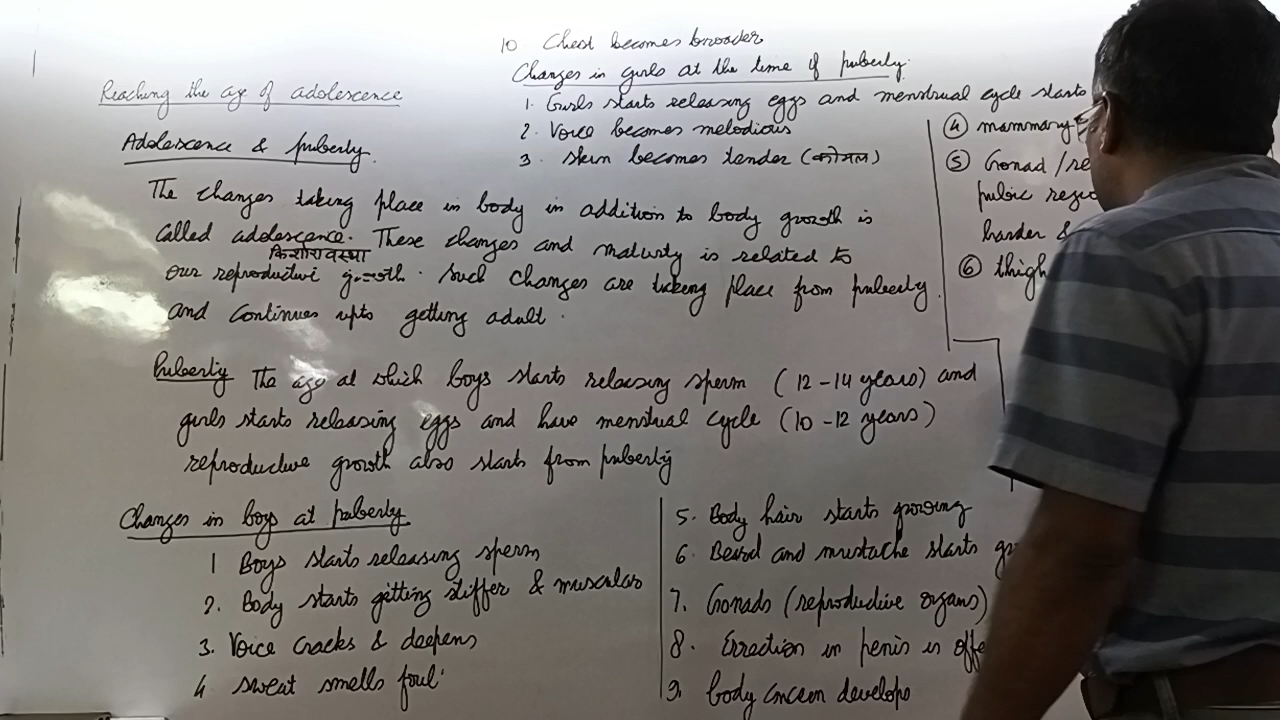 Reaching the age of adolescence
Adolescence & puberty.
The changes taking place in body in addition to body growth is
called adolescence. These changes and maturity is related to
किशोरावस्था
our reproductive growth. Such changes are taking place from puberty.
and continues upto getting adult.
Puberty The age at which boys starts releasing sperm (12-14 years) and
girls starts releasing eggs and have menstrual cycle (10-12 years)
reproductive growth also starts from puberty
Changes in boys at puberty
1 Boys starts releasing sperm
2. Body starts getting stiffer & muscular
3. Voice cracks & deepens
4 sweat smells foul
5. Body hair starts growing
6. Beard and mustache starts
7. Gonads (reproductive organs)
8. Errection in penis is
9. body develope
10 Chest becomes broader
Changes in girls at the time of puberty.
1. Girls starts releasing eggs and menstrual cycle starts
2. Voice becomes melodious
3. Skin becomes tender (कोमल)
④ mammary
⑤ Gonad /
pubic
harder &
⑥ thigh